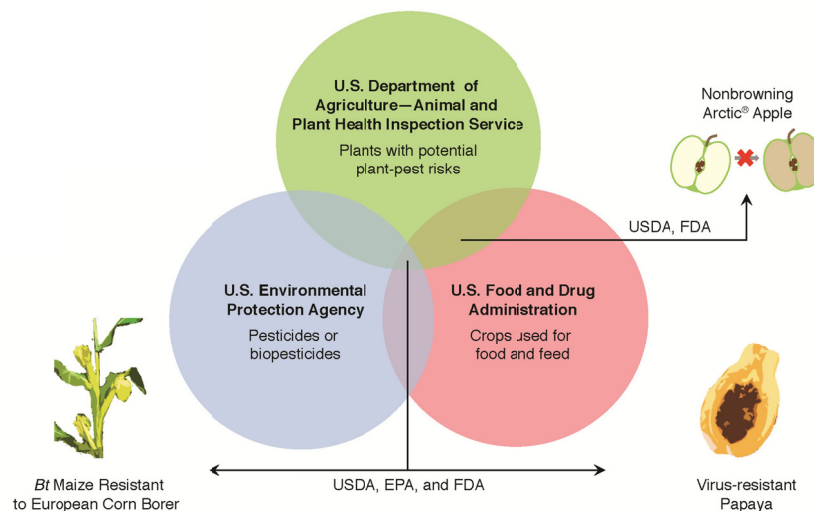 U.S. Department of
Agriculture—Animal and
Plant Health Inspection Service
Plants with potential
plant-pest risks
Nonbrowning
Arctic® Apple
USDA, FDA
U.S. Environmental
Protection Agency
Pesticides or
biopesticides
U.S. Food and Drug
Administration
Crops used for
food and feed
Bt Maize Resistant
to European Corn Borer
USDA, EPA, and FDA
Virus-resistant
Papaya